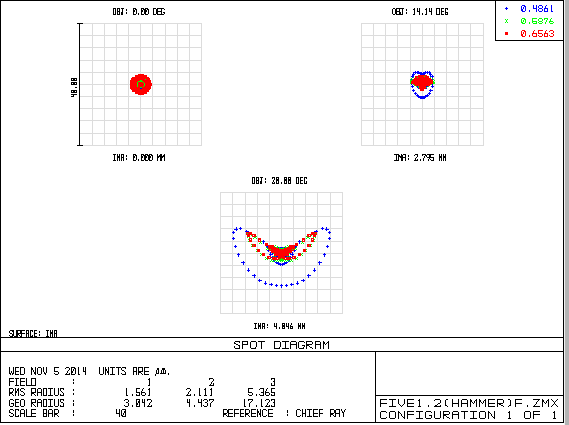 OBJ: 0.00 DEG
OBJ: 14.14 DEG
0.4861
0.5876
0.6563
40.00
IMA: 0.000 MM
IMA: 2.795 MM
OBJ: 20.00 DEG
IMA: 4.046 MM
SURFACE: IMA
SPOT DIAGRAM
WED NOV 5 2014 UNITS ARE µm.
FIELD : 1 2 3
RMS RADIUS : 1.561 2.111 5.365
GEO RADIUS : 3.042 4.437 17.123
SCALE BAR : 40 REFERENCE : CHIEF RAY
FIVE1.2(HAMMER)F.ZMX
CONFIGURATION 1 OF 1